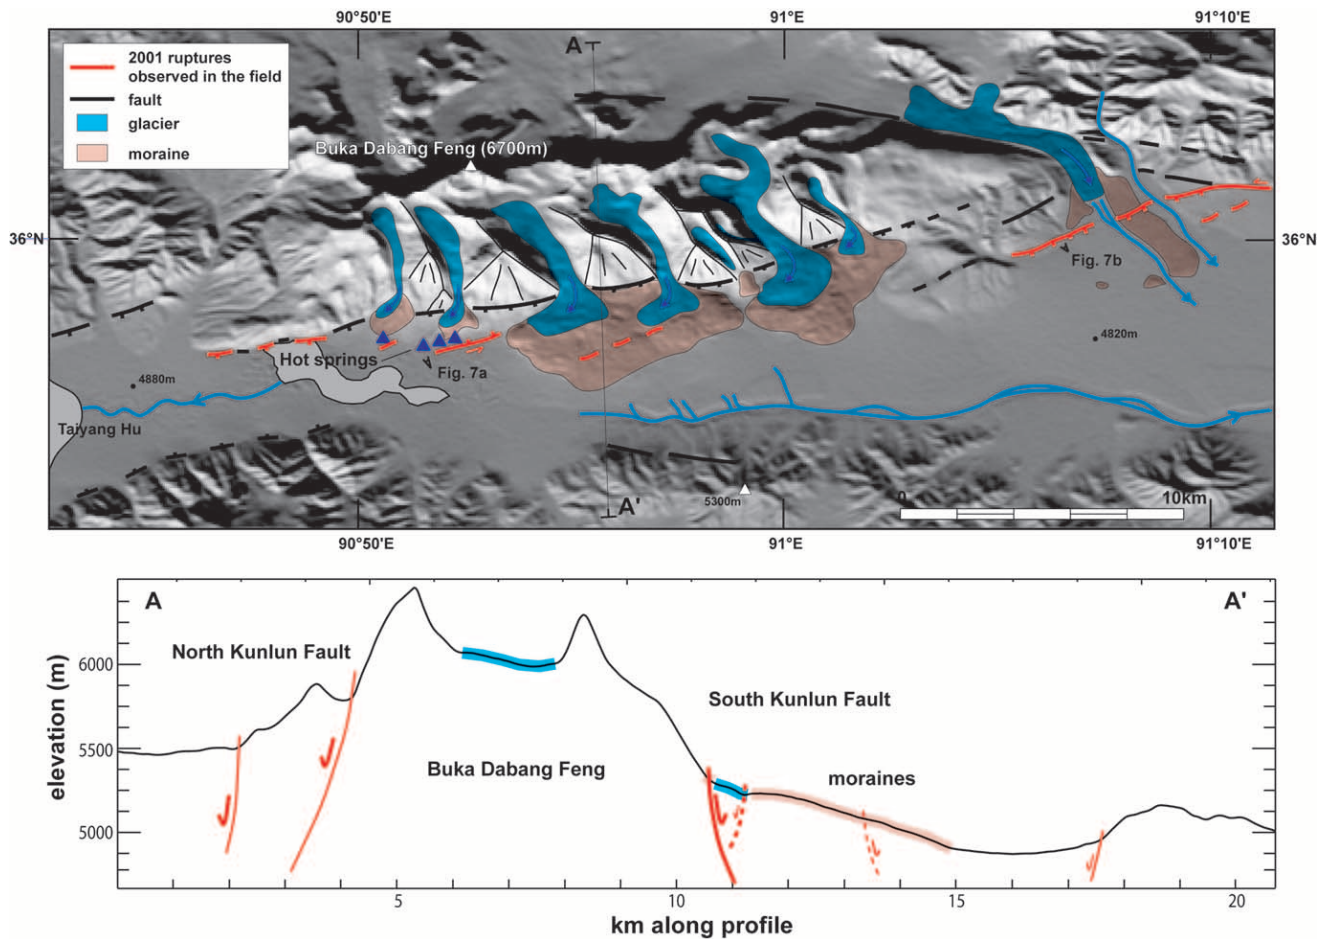 90°50'E
91°E
91°10'E
A
2001 ruptures
observed in the field
fault
glacier
moraine
Buka Dabang Feng (6700m)
36°N
36°N
Fig. 7b
4820m
Hot springs
Fig. 7a
4880m
Taiyang Hu
5300m
A'
0
10km
90°50'E
91°E
91°10'E
A
A'
North Kunlun Fault
South Kunlun Fault
Buka Dabang Feng
moraines
elevation (m)
6000
5500
5000
5
10
15
20
km along profile